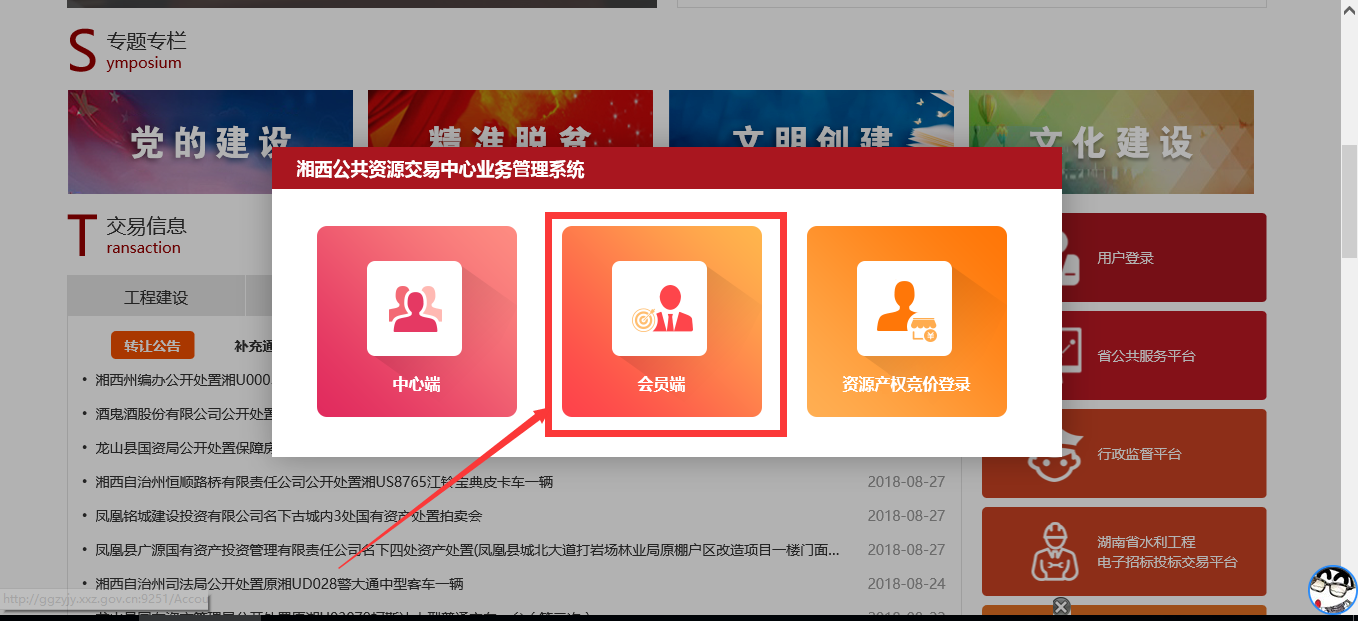 S 专题专栏
ymposium
党的建设
精准脱贫
文明创建
文化建设
湘西公共资源交易中心业务管理系统
T 交易信息
ransaction
中心端
会员端
资源产权竞价登录
用户登录
工程建设
转让公告 补充通
省公共服务平台
• 湘西州编办公开处置湘U000
• 酒鬼酒股份有限公司公开处置
• 龙山县国资局公开处置保障房
行政监督平台
• 湘西自治州恒顺路桥有限责任公司公开处置湘US8765江铃宝典皮卡车一辆 2018-08-27
• 凤凰铭城建设投资有限公司名下古城内3处国有资产处置拍卖会 2018-08-27
• 凤凰县广源国有资产投资管理有限责任公司名下四处资产处置(凤凰县城北大道打岩场林业局原棚户区改造项目一楼门面... 2018-08-27
湖南省水利工程
电子招标投标交易平台
• 湘西自治州司法局公开处置原湘UD028警大通中型客车一辆 2018-08-24
http://ggzyjy.xxz.gov.cn:9251/Accou